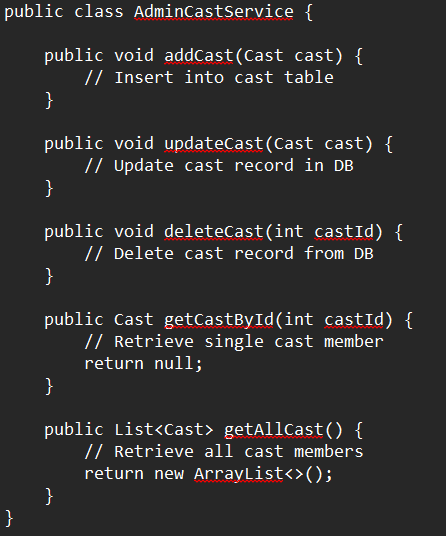 public class AdminCastService {
    public void addCast(Cast cast) {
        // Insert into cast table
    }
    public void updateCast(Cast cast) {
        // Update cast record in DB
    }
    public void deleteCast(int castId) {
        // Delete cast record from DB
    }
    public Cast getCastById(int castId) {
        // Retrieve single cast member
        return null;
    }
    public List<Cast> getAllCast() {
        // Retrieve all cast members
        return new ArrayList<>();
    }
}